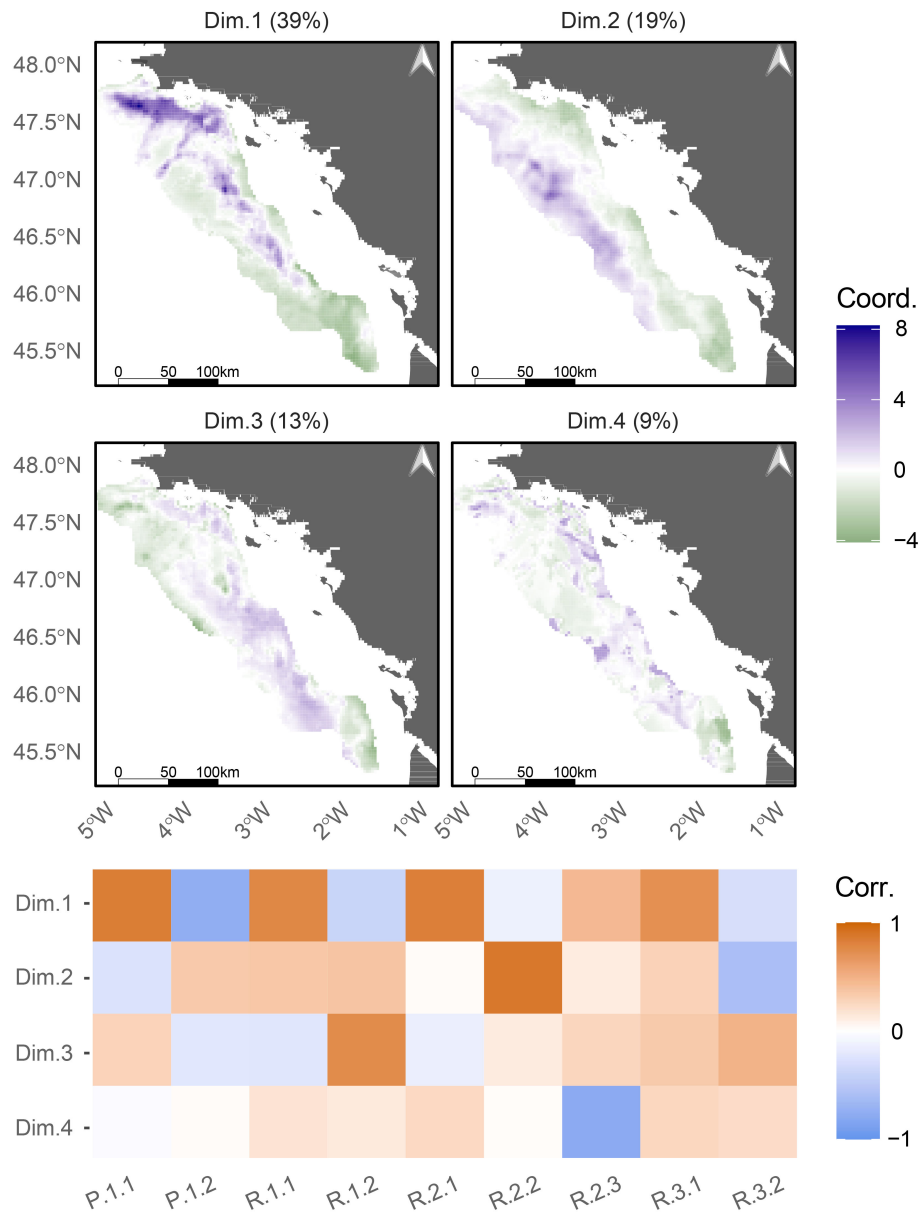 Dim.1 (39%) Dim.2 (19%)
48.0°N
47.5°N
47.0°N
46.5°N
46.0°N
45.5°N
0 50 100km 0 50 100km
Coord.
8
4
0
−4
Dim.3 (13%) Dim.4 (9%)
48.0°N
47.5°N
47.0°N
46.5°N
46.0°N
45.5°N
0 50 100km 0 50 100km
5°W 4°W 3°W 2°W 1°W 5°W 4°W 3°W 2°W 1°W
Dim.1
Dim.2
Dim.3
Dim.4
P.1.1 P.1.2 R.1.1 R.1.2 R.2.1 R.2.2 R.2.3 R.3.1 R.3.2
Corr.
1
0
−1